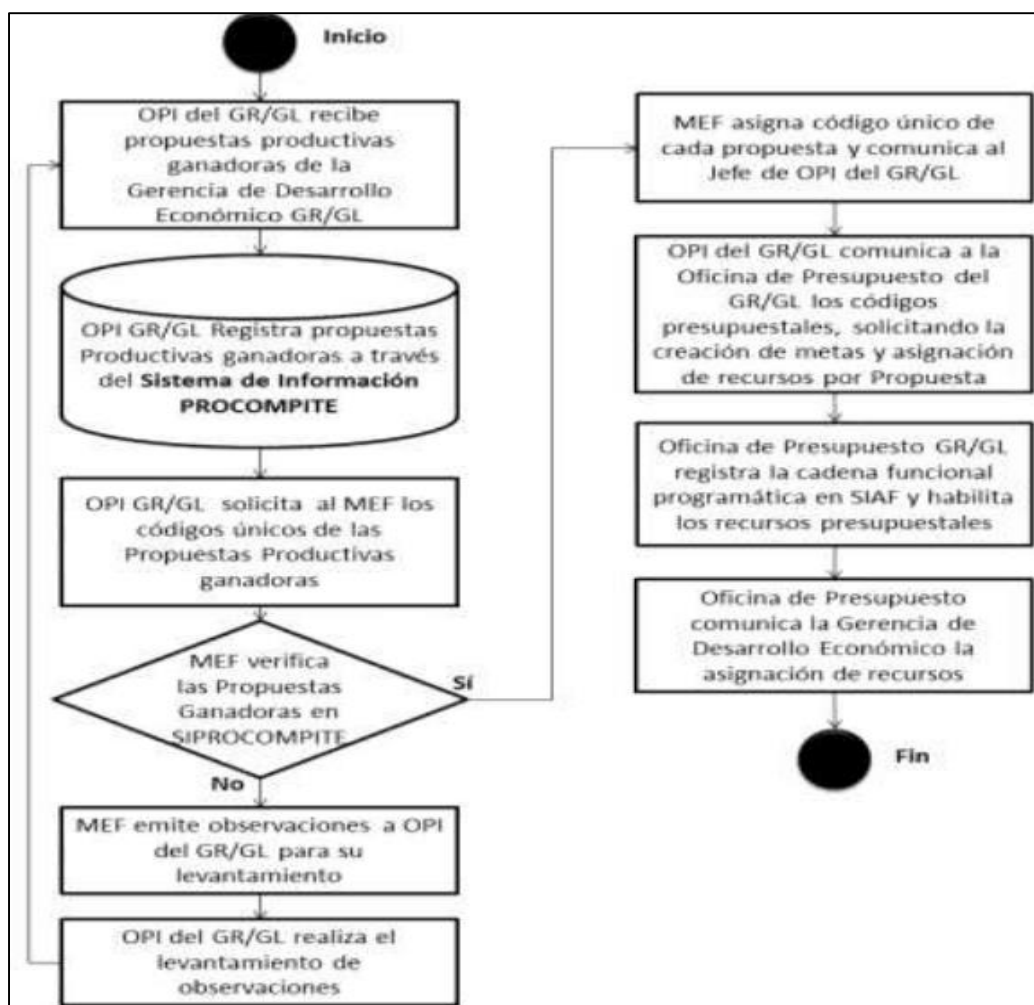 Inicio
OPI del GR/GL recibe
propuestas productivas
ganadoras de la
Gerencia de Desarrollo
Económico GR/GL
OPI GR/GL Registra propuestas
Productivas ganadoras a través
del Sistema de Información
PROCOMPITE
OPI GR/GL solicita al MEF los
códigos únicos de las
Propuestas Productivas
ganadoras
MEF verifica
las Propuestas
Ganadoras en
SIPROCOMPITE
Sí
No
MEF emite observaciones a OPI
del GR/GL para su
levantamiento
OPI del GR/GL realiza el
levantamiento de
observaciones
MEF asigna código único de
cada propuesta y comunica al
Jefe de OPI del GR/GL
OPI del GR/GL comunica a la
Oficina de Presupuesto del
GR/GL los códigos
presupuestales, solicitando la
creación de metas y asignación
de recursos por Propuesta
Oficina de Presupuesto GR/GL
registra la cadena funcional
programática en SIAF y habilita
los recursos presupuestales
Oficina de Presupuesto
comunica la Gerencia de
Desarrollo Económico la
asignación de recursos
Fin